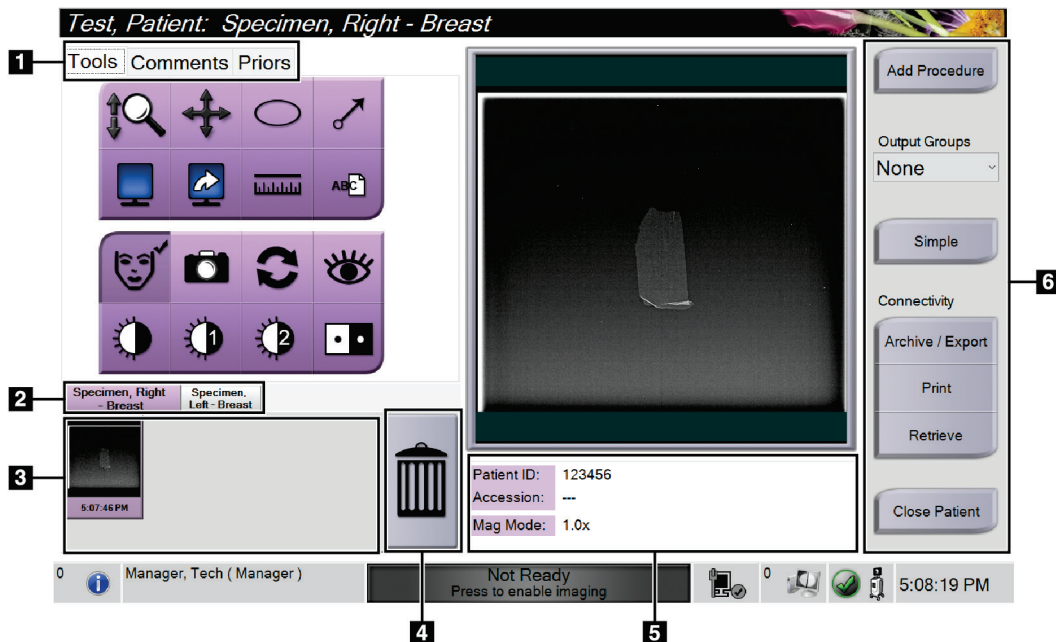 Test, Patient: Specimen, Right - Breast
1
Tools Comments Priors
ABC
1
2
2
Specimen, Right
- Breast
Specimen,
Left - Breast
3
5:07:46 PM
Patient ID: 123456
Accession: ---
Mag Mode: 1.0x
Add Procedure
Output Groups
None
Simple
Connectivity
Archive / Export
Print
Retrieve
Close Patient
6
0
i
Manager, Tech ( Manager )
Not Ready
Press to enable imaging
0
5:08:19 PM
4
5